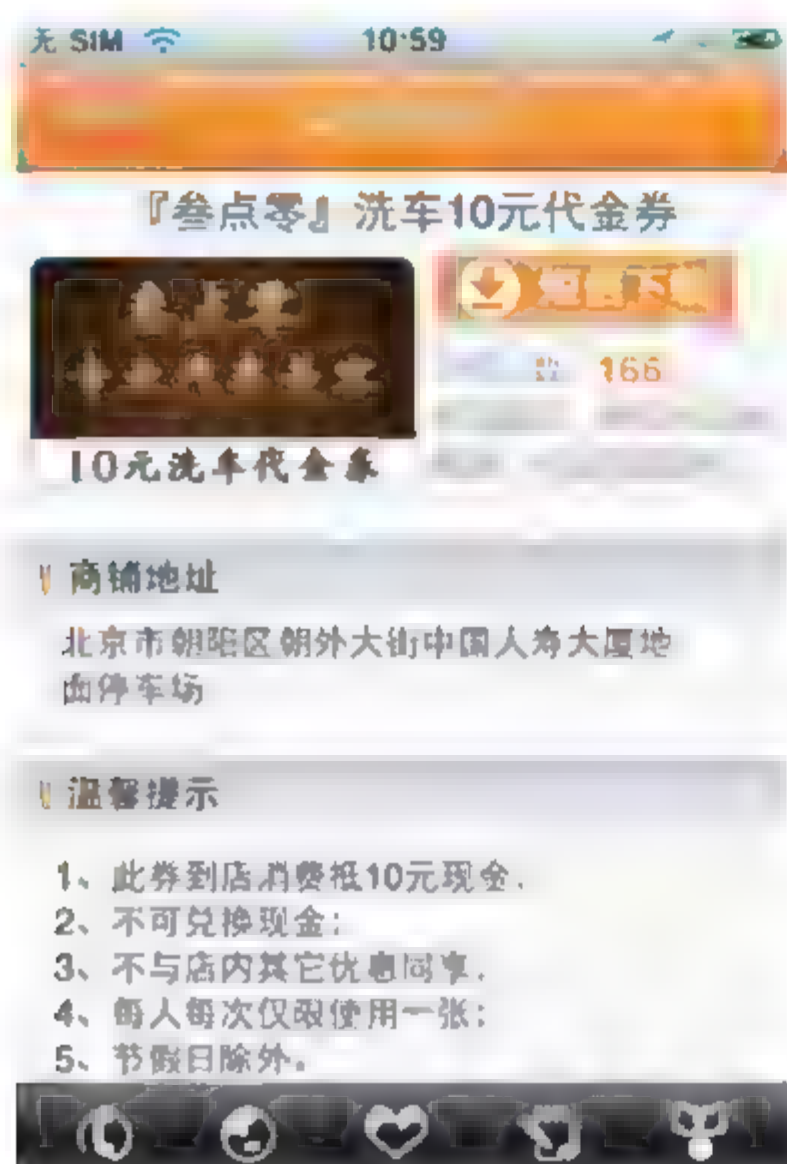 无 SIM
10:59
『叁点零』洗车10元代金券
166
10元洗车代金券
商铺地址
北京市朝阳区朝外大街中国人寿大厦地
面停车场
温馨提示
1、此券到店消费抵10元现金.
2、不可兑换现金;
3、不与店内其它优惠同享.
4、每人每次仅限使用一张;
5、节假日除外。